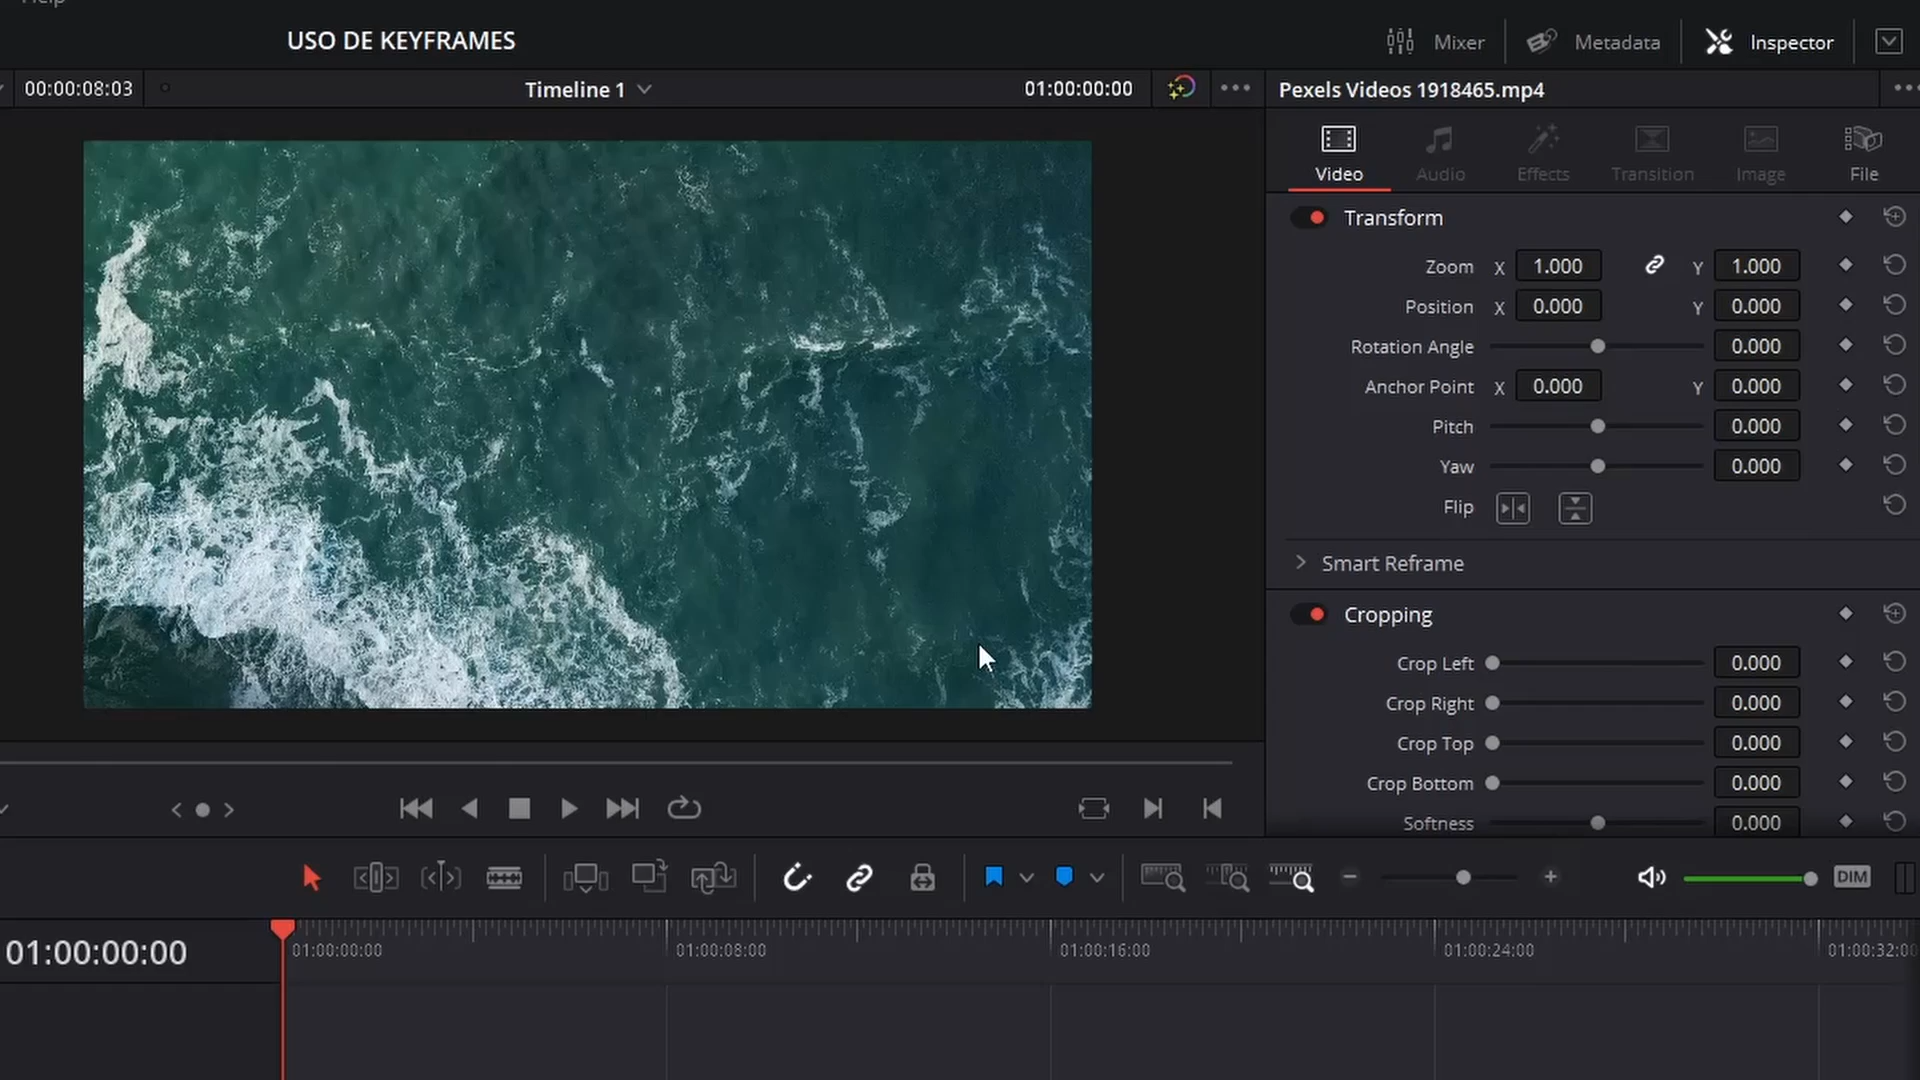 Help
USO DE KEYFRAMES
Mixer
Metadata
Inspector
00:00:08:03
Timeline 1
01:00:00:00
Pexels Videos 1918465.mp4
Video
Audio
Effects
Transition
Image
File
Transform
Zoom X 1.000 Y 1.000
Position X 0.000 Y 0.000
Rotation Angle 0.000
Anchor Point X 0.000 Y 0.000
Pitch 0.000
Yaw 0.000
Flip
Smart Reframe
Cropping
Crop Left 0.000
Crop Right 0.000
Crop Top 0.000
Crop Bottom 0.000
Softness 0.000
DIM
01:00:00:00
01:00:00:00
01:00:08:00
01:00:16:00
01:00:24:00
01:00:32:00